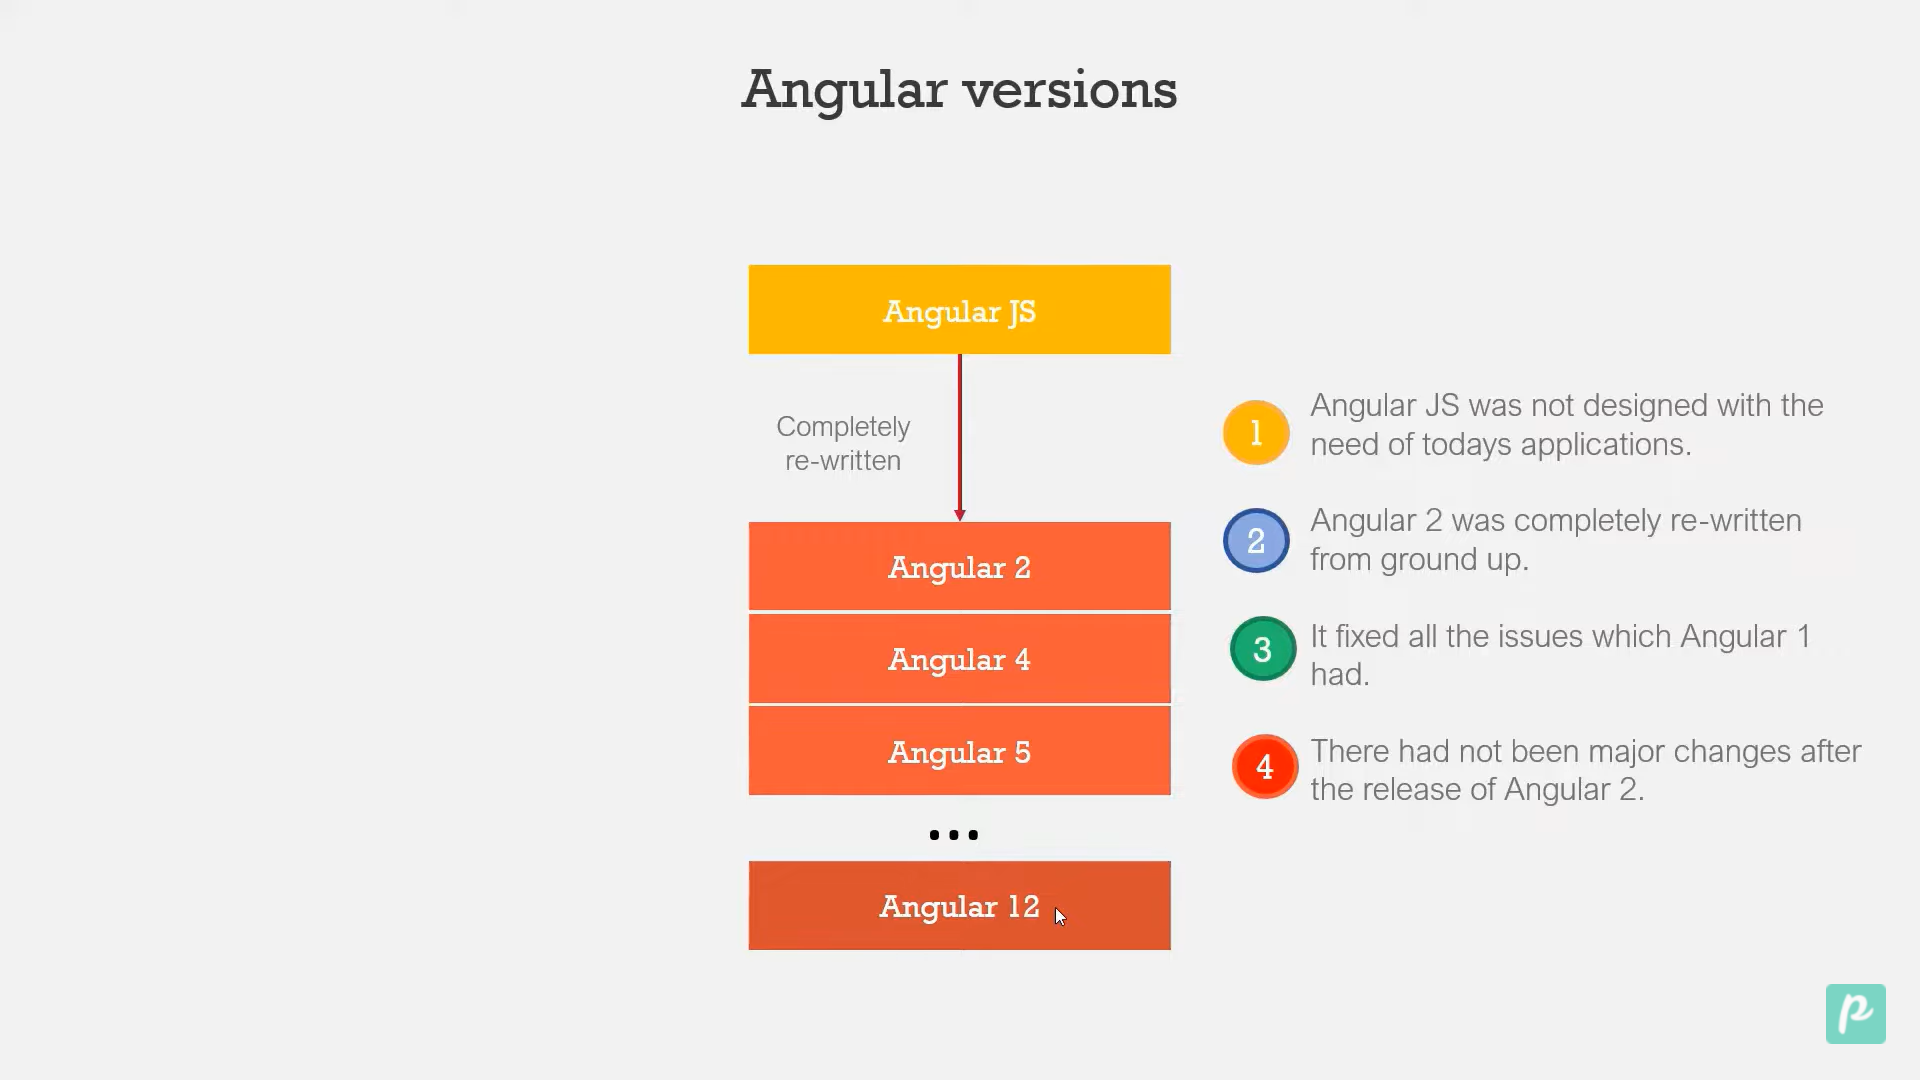 Angular versions
Angular JS
Completely
re-written
Angular 2
Angular 4
Angular 5
...
Angular 12
1
Angular JS was not designed with the
need of todays applications.
2
Angular 2 was completely re-written
from ground up.
3
It fixed all the issues which Angular 1
had.
4
There had not been major changes after
the release of Angular 2.
p